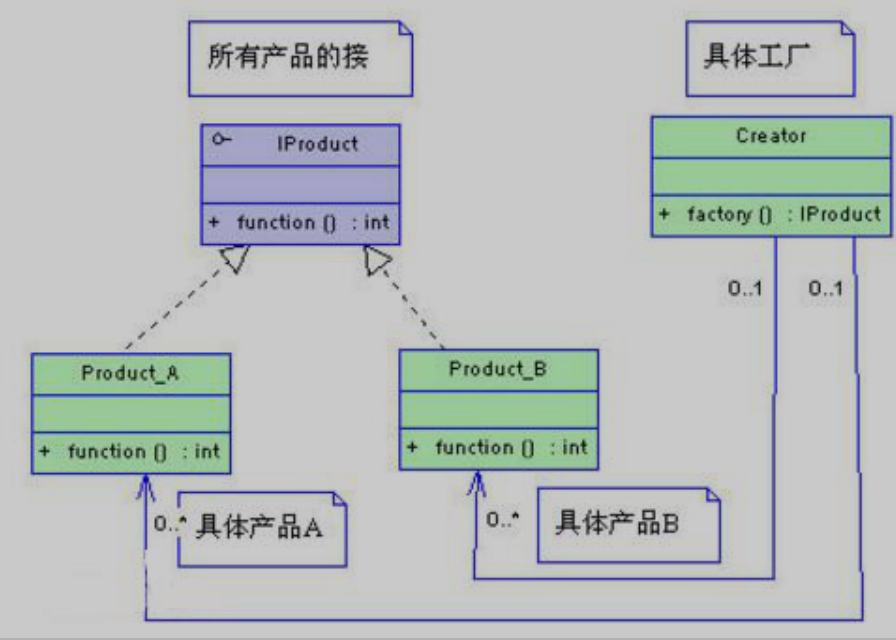 所有产品的接
具体工厂
IProduct
+ function () : int
Creator
+ factory () : IProduct
0..1
0..1
Product_A
+ function () : int
Product_B
+ function () : int
0..*
具体产品A
0..*
具体产品B